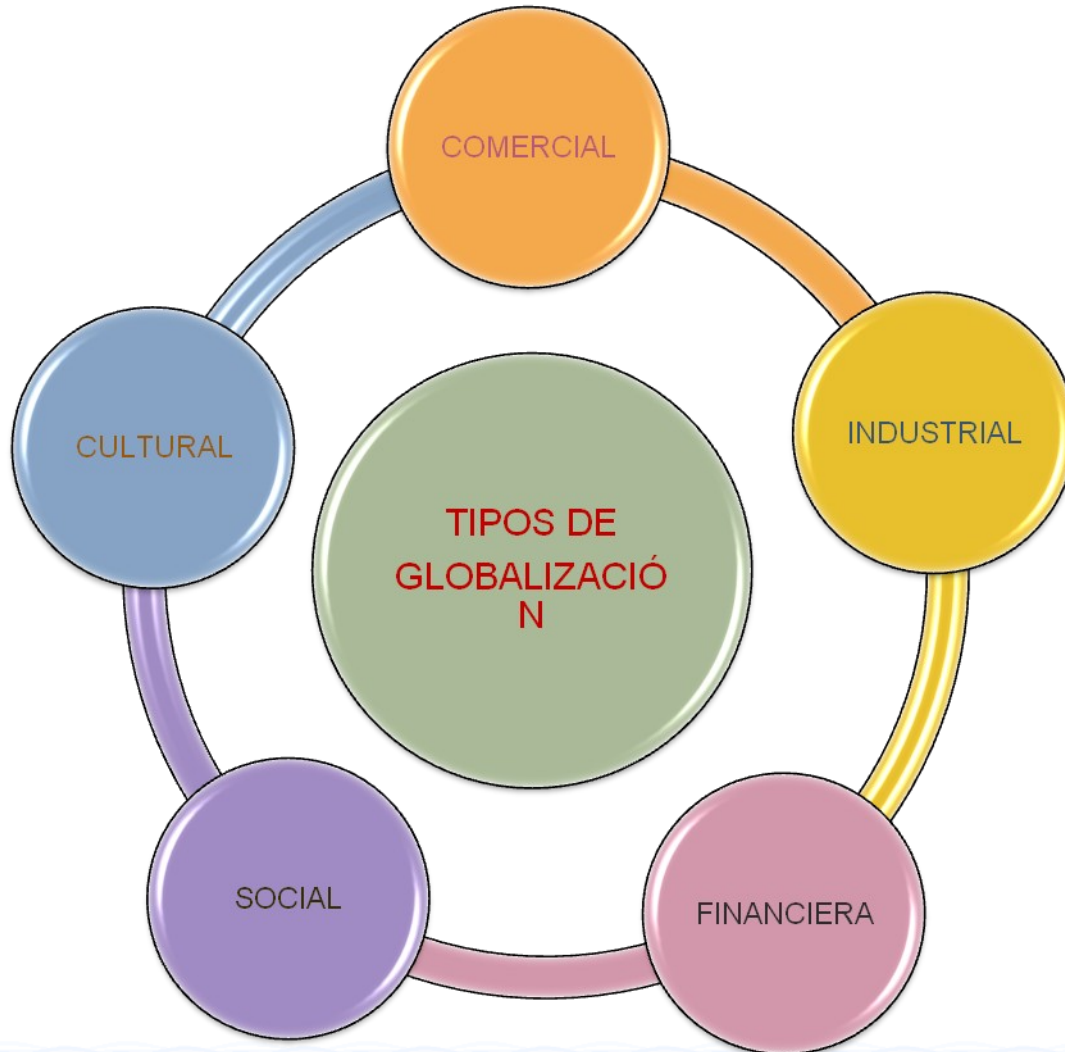 COMERCIAL
CULTURAL
INDUSTRIAL
TIPOS DE
GLOBALIZACIÓ
N
SOCIAL
FINANCIERA